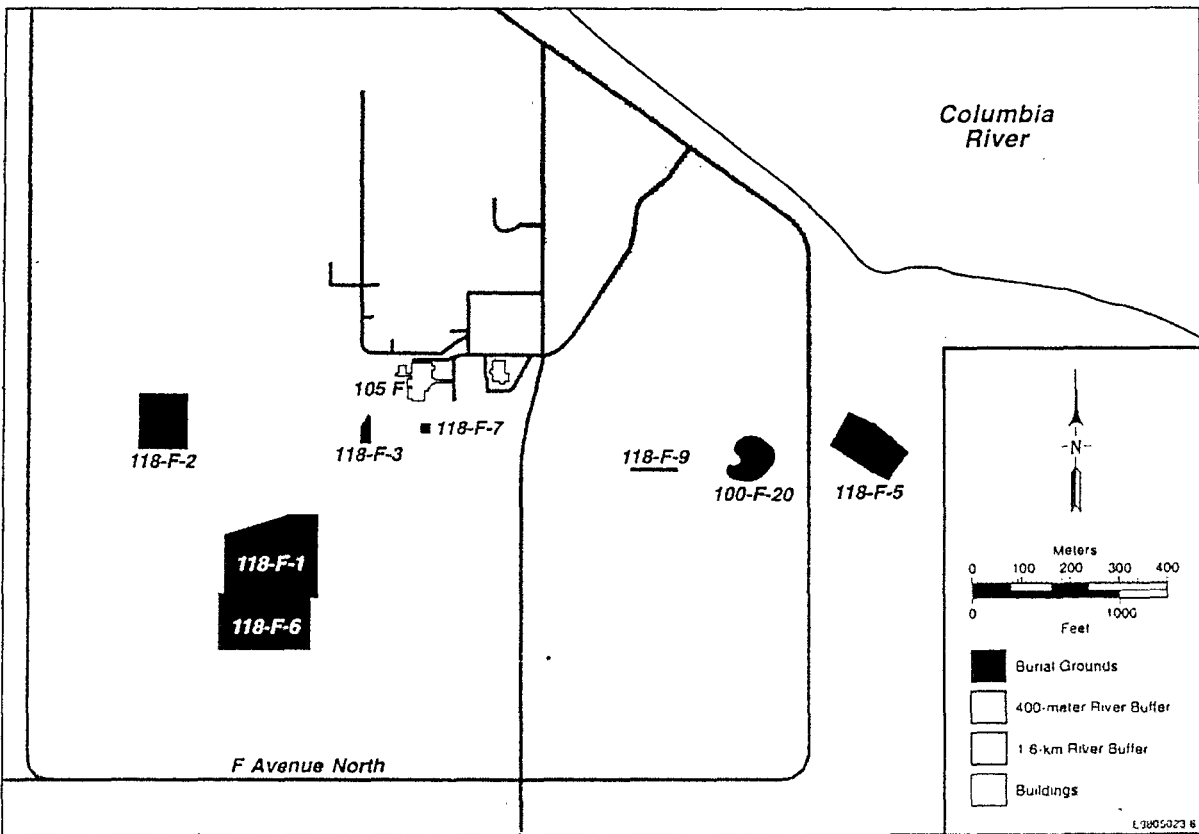 Columbia
River
105 F
118-F-2
118-F-3
118-F-7
118-F-9
100-F-20
118-F-5
118-F-1
118-F-6
F Avenue North
N
Meters
0 100 200 300 400
0 1000
Feet
Burial Grounds
400-meter River Buffer
1 6-km River Buffer
Buildings